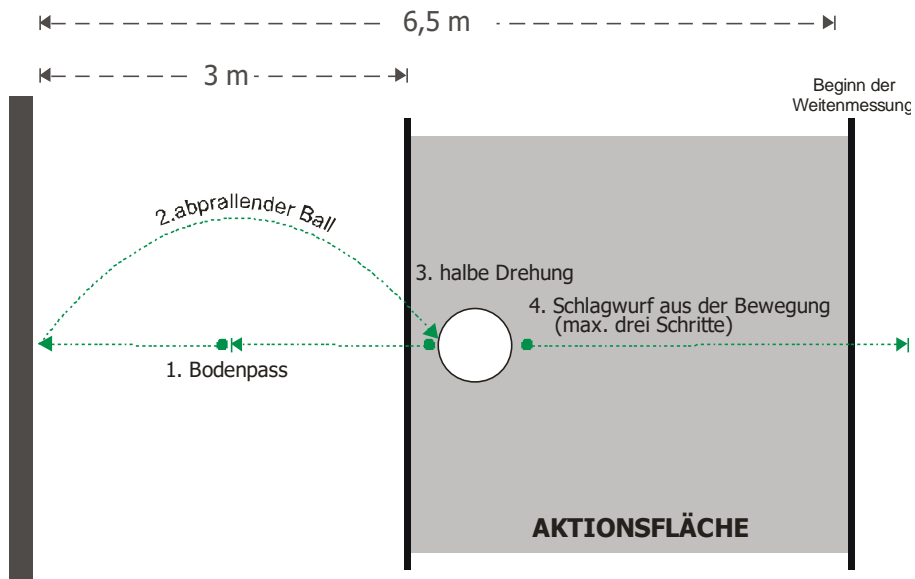 6,5 m
3 m
Beginn der
Weitenmessung
2.abprallender Ball
3. halbe Drehung
4. Schlagwurf aus der Bewegung
(max. drei Schritte)
1. Bodenpass
AKTIONSFLÄCHE